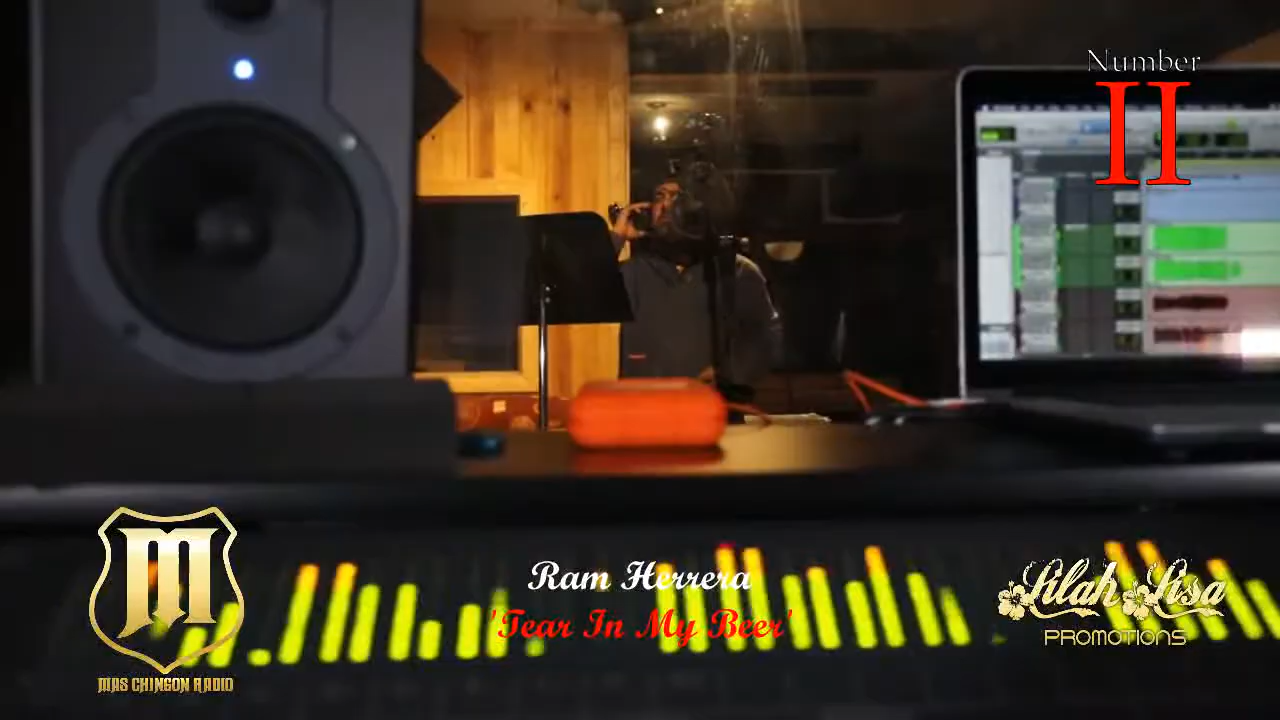 Number
II
Ram Herrera
'Tear In My Beer'
M
MAS CHINGON RADIO
Lilah Lisa
PROMOTIONS